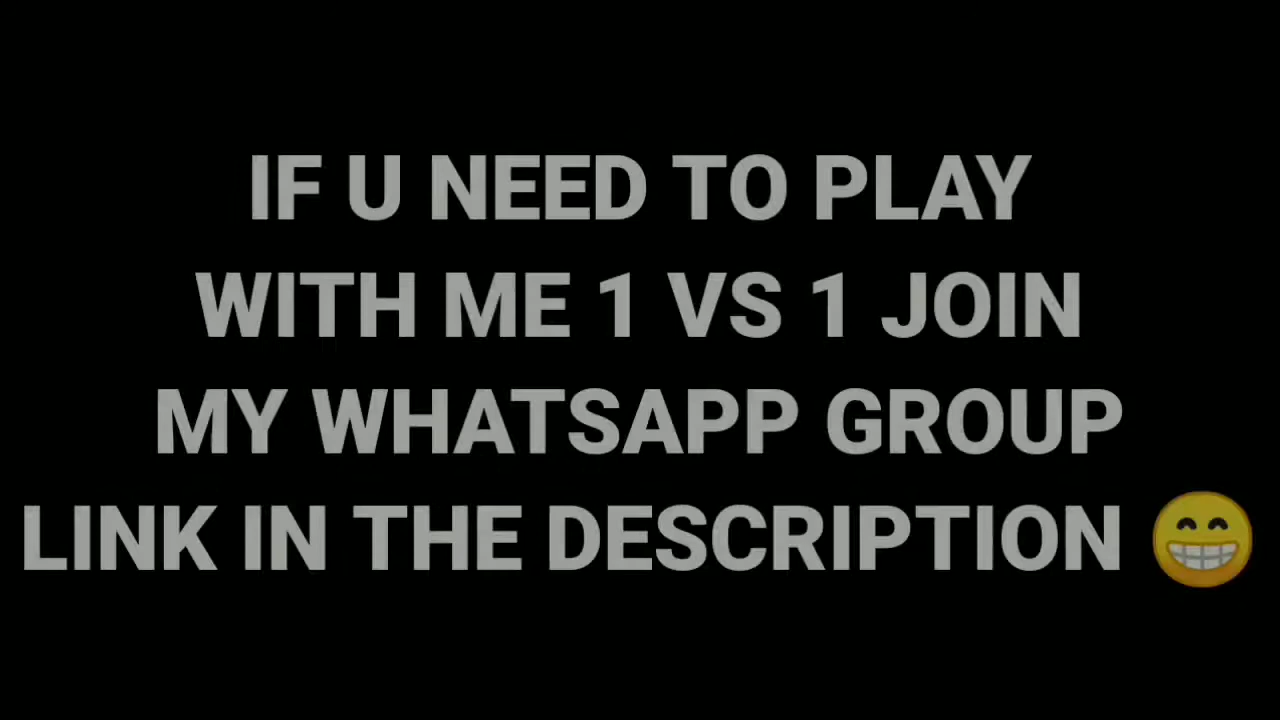 IF U NEED TO PLAY
WITH ME 1 VS 1 JOIN
MY WHATSAPP GROUP
LINK IN THE DESCRIPTION 😁